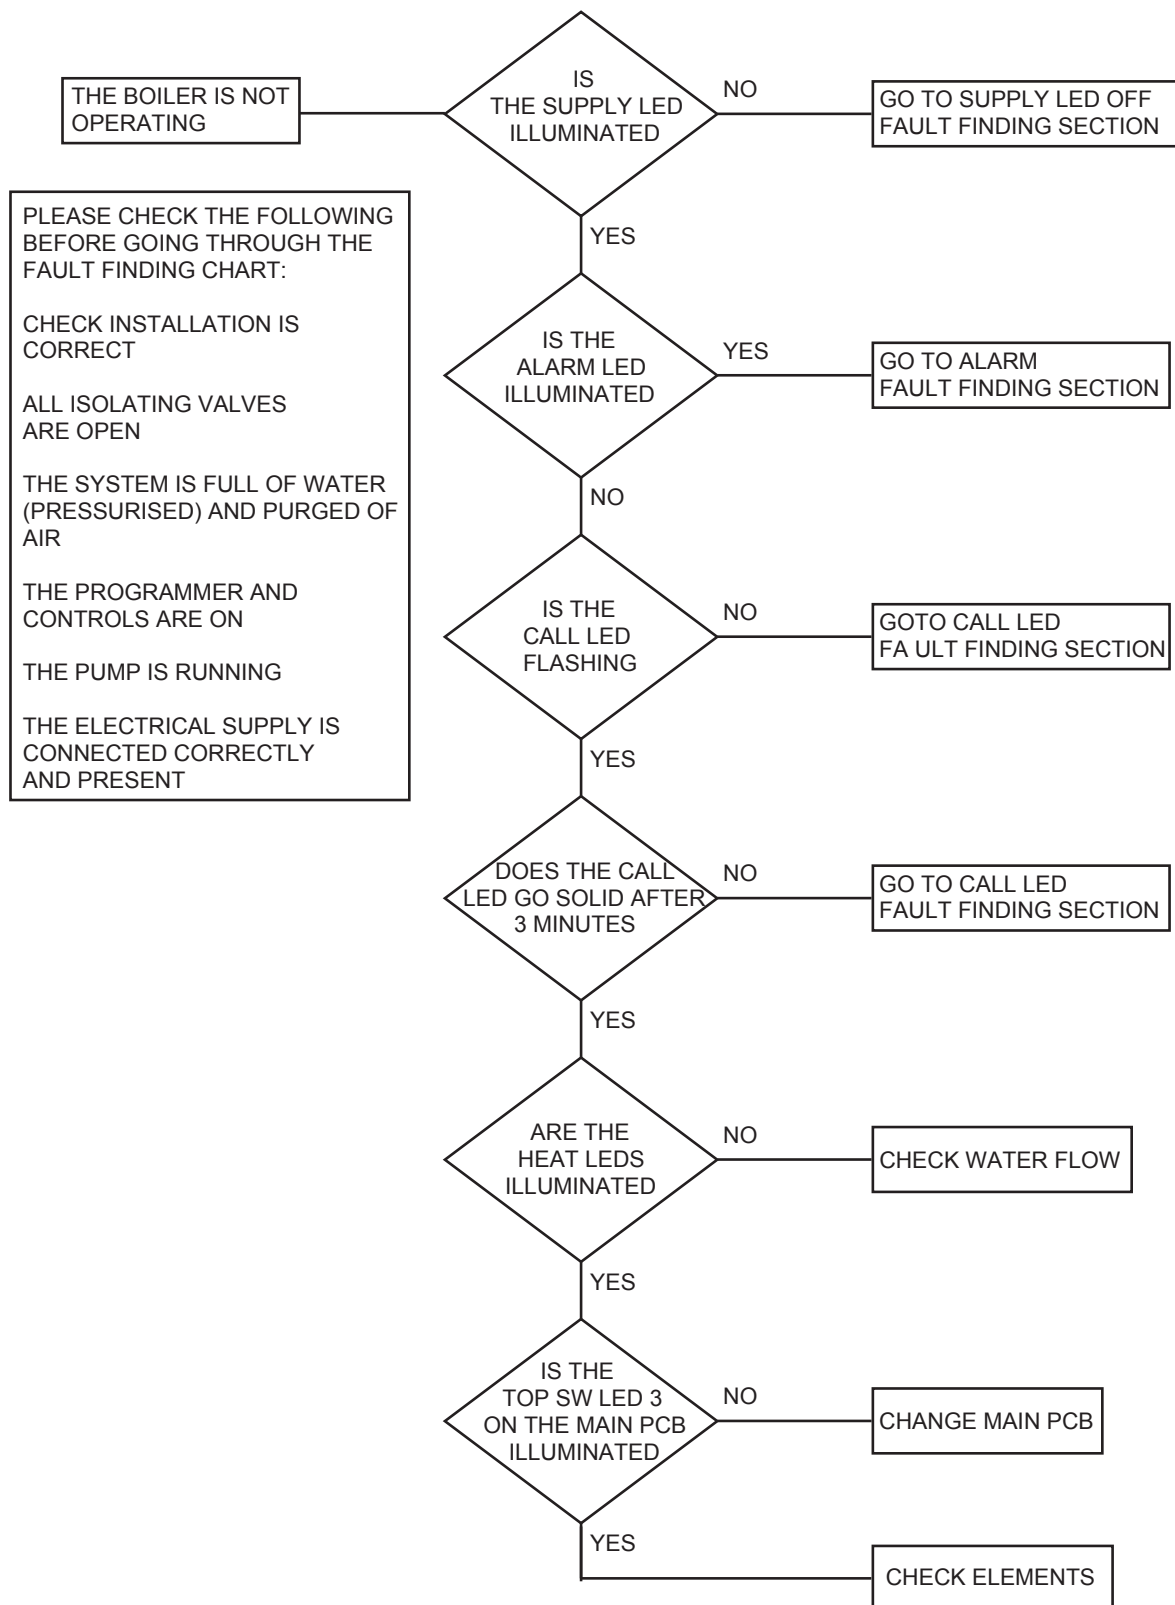 THE BOILER IS NOT
OPERATING
IS
THE SUPPLY LED
ILLUMINATED
NO
GO TO SUPPLY LED OFF
FAULT FINDING SECTION
PLEASE CHECK THE FOLLOWING
BEFORE GOING THROUGH THE
FAULT FINDING CHART:
CHECK INSTALLATION IS
CORRECT
ALL ISOLATING VALVES
ARE OPEN
THE SYSTEM IS FULL OF WATER
(PRESSURISED) AND PURGED OF
AIR
THE PROGRAMMER AND
CONTROLS ARE ON
THE PUMP IS RUNNING
THE ELECTRICAL SUPPLY IS
CONNECTED CORRECTLY
AND PRESENT
YES
IS THE
ALARM LED
ILLUMINATED
YES
GO TO ALARM
FAULT FINDING SECTION
NO
IS THE
CALL LED
FLASHING
NO
GOTO CALL LED
FA ULT FINDING SECTION
YES
DOES THE CALL
LED GO SOLID AFTER
3 MINUTES
NO
GO TO CALL LED
FAULT FINDING SECTION
YES
ARE THE
HEAT LEDS
ILLUMINATED
NO
CHECK WATER FLOW
YES
IS THE
TOP SW LED 3
ON THE MAIN PCB
ILLUMINATED
NO
CHANGE MAIN PCB
YES
CHECK ELEMENTS